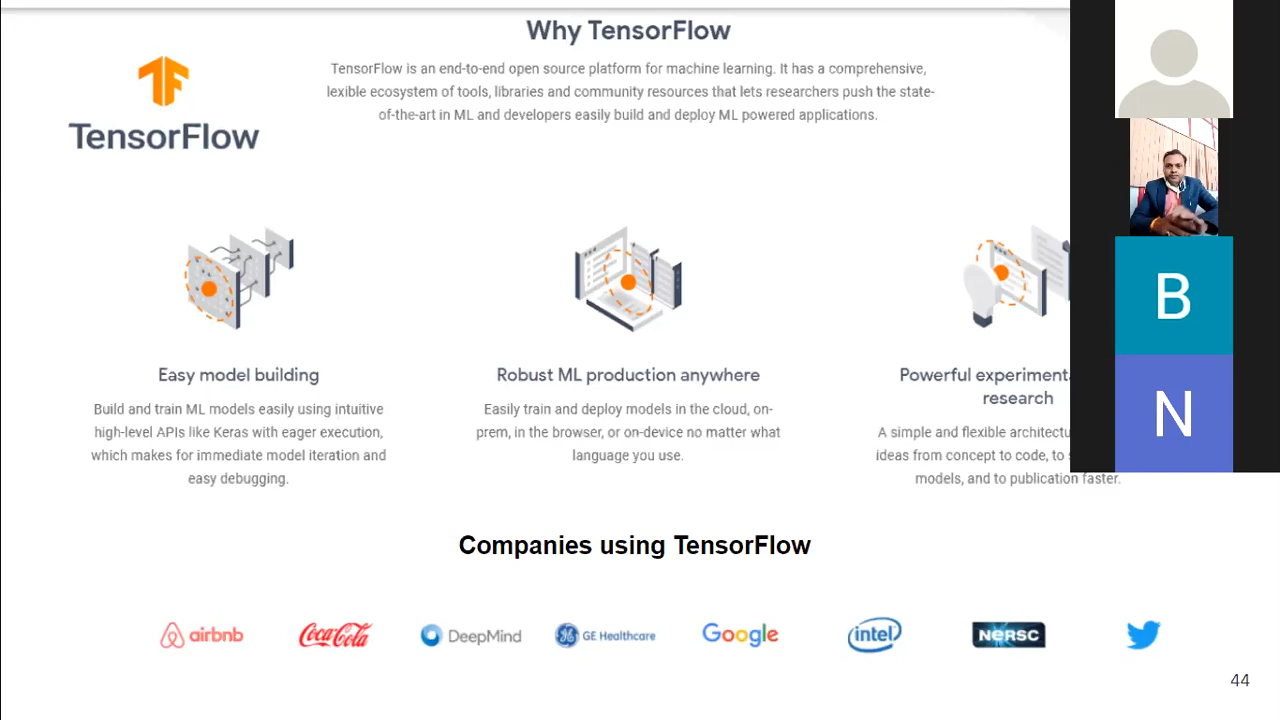 Why TensorFlow
TensorFlow is an end-to-end open source platform for machine learning. It has a comprehensive,
lexible ecosystem of tools, libraries and community resources that lets researchers push the state-
of-the-art in ML and developers easily build and deploy ML powered applications.
TensorFlow
Easy model building
Build and train ML models easily using intuitive
high-level APIs like Keras with eager execution,
which makes for immediate model iteration and
easy debugging.
Robust ML production anywhere
Easily train and deploy models in the cloud, on-
prem, in the browser, or on-device no matter what
language you use.
Powerful experiment
research
A simple and flexible architectu
ideas from concept to code, to
models, and to publication faster.
Companies using TensorFlow
airbnb
Coca-Cola
DeepMind
GE Healthcare
Google
intel
NERSC
44
B
N